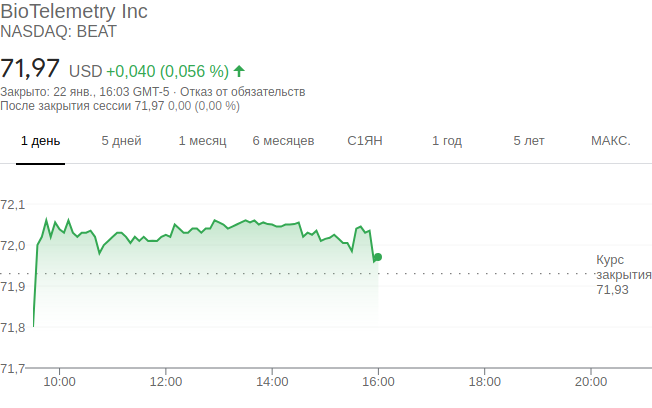 BioTelemetry Inc
NASDAQ: BEAT
71,97 USD +0,040 (0,056 %)
Закрыто: 22 янв., 16:03 GMT-5 · Отказ от обязательств
После закрытия сессии 71,97 0,00 (0,00 %)
1 день 5 дней 1 месяц 6 месяцев С1ЯН 1 год 5 лет МАКС.
72,1
72,0
Курс
закрытия
71,93
71,9
71,8
71,7
10:00 12:00 14:00 16:00 18:00 20:00